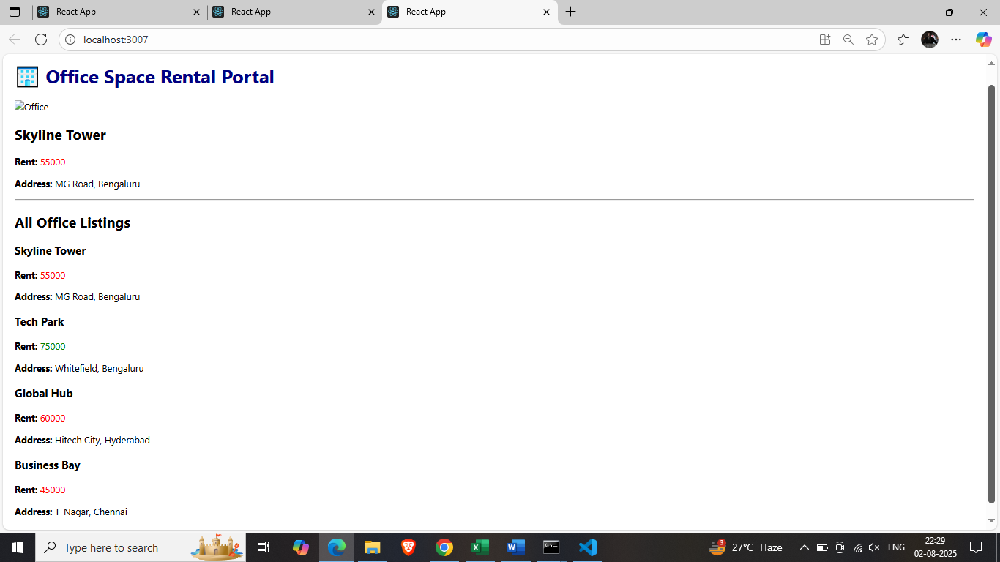 React App
React App
React App
localhost:3007
Office Space Rental Portal
Office
Skyline Tower
Rent: 55000
Address: MG Road, Bengaluru
All Office Listings
Skyline Tower
Rent: 55000
Address: MG Road, Bengaluru
Tech Park
Rent: 75000
Address: Whitefield, Bengaluru
Global Hub
Rent: 60000
Address: Hitech City, Hyderabad
Business Bay
Rent: 45000
Address: T-Nagar, Chennai
Type here to search
3
27°C Haze
ENG
22:29
02-08-2025